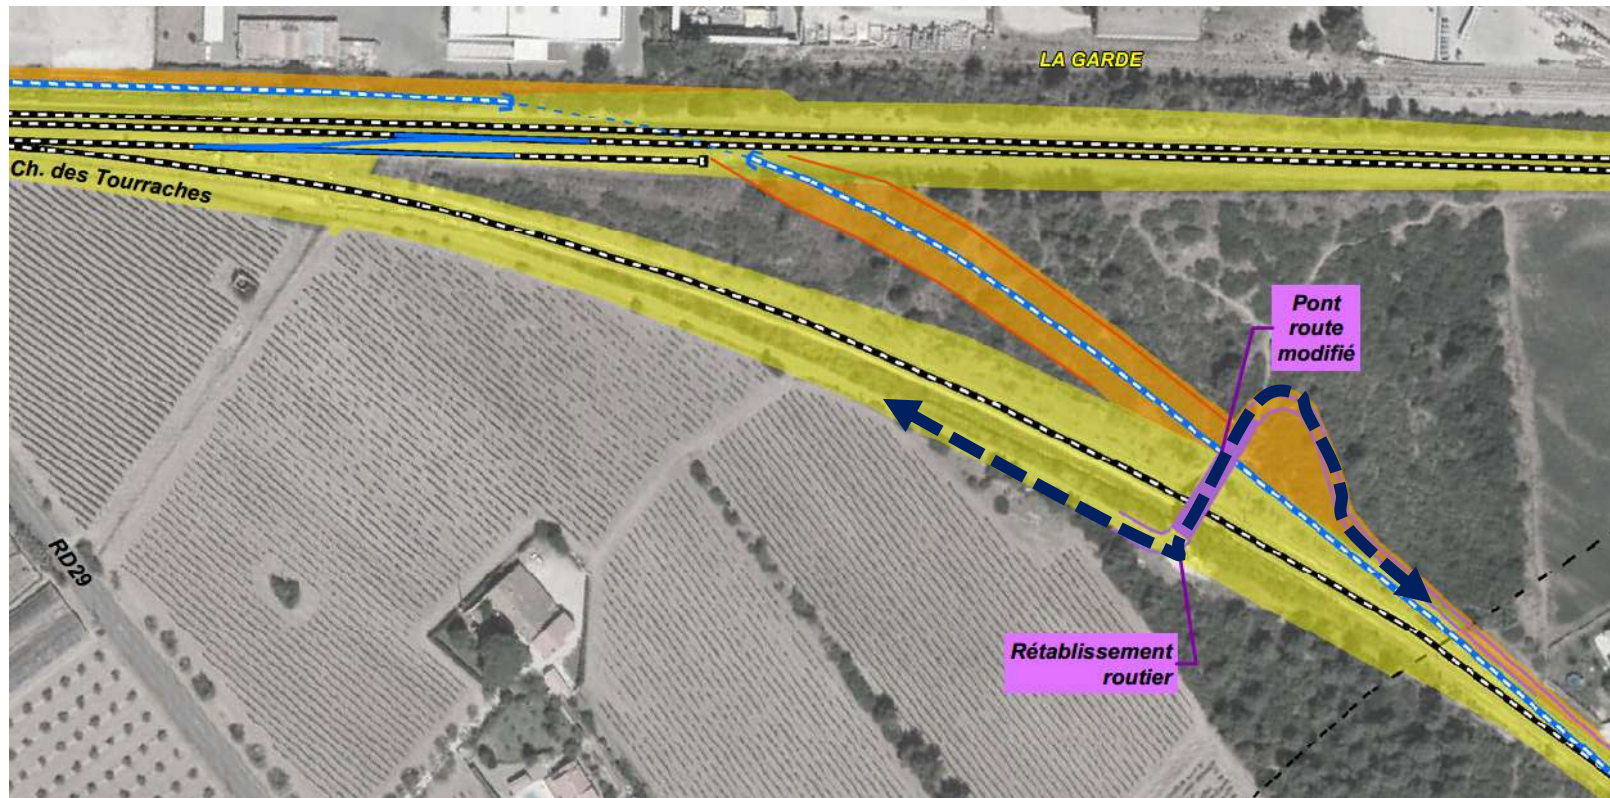 LA GARDE
Ch. des Tourraches
Pont
route
modifié
RD29
Rétablissement
routier